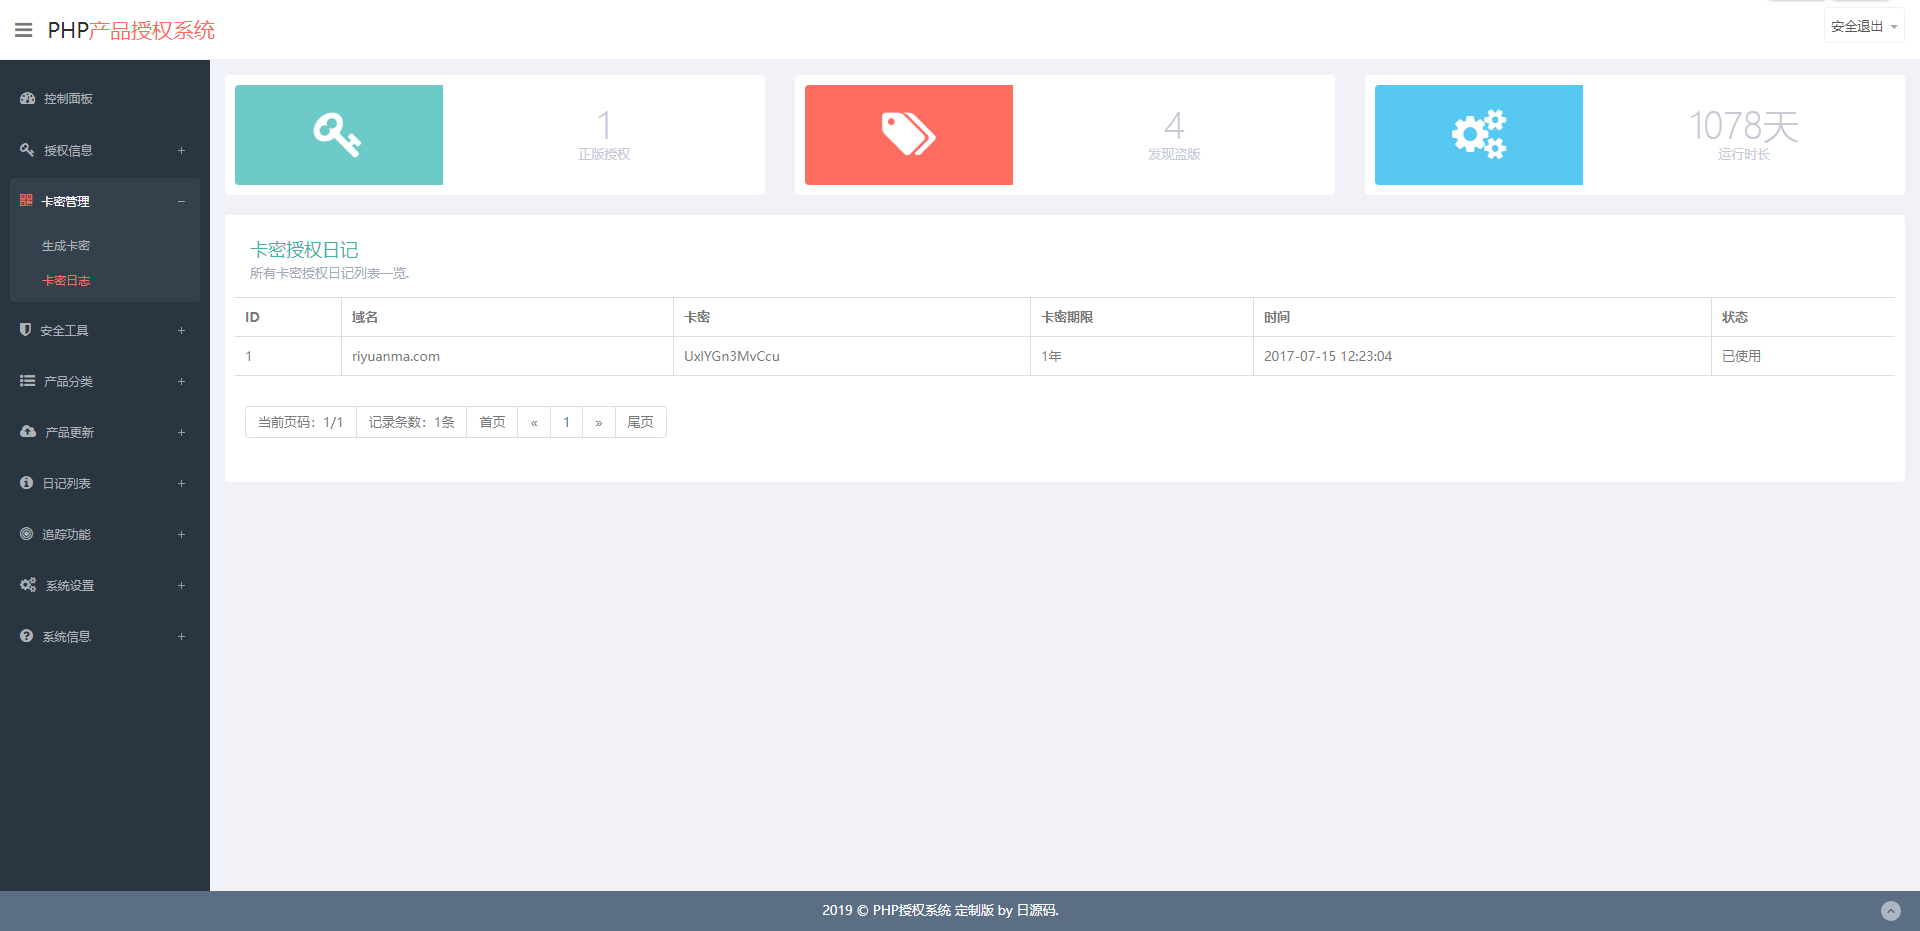 PHP产品授权系统
安全退出
控制面板
授权信息
卡密管理
生成卡密
卡密日志
安全工具
产品分类
产品更新
日记列表
追踪功能
系统设置
系统信息
1
正版授权
4
发现盗版
1078天
运行时长
卡密授权日记
所有卡密授权日记列表一览.
ID 域名 卡密 卡密期限 时间 状态
1 riyuanma.com UxlYGn3MvCcu 1年 2017-07-15 12:23:04 已使用
当前页码：1/1 记录条数：1条 首页 « 1 » 尾页
2019 © PHP授权系统 定制版 by 日源码.